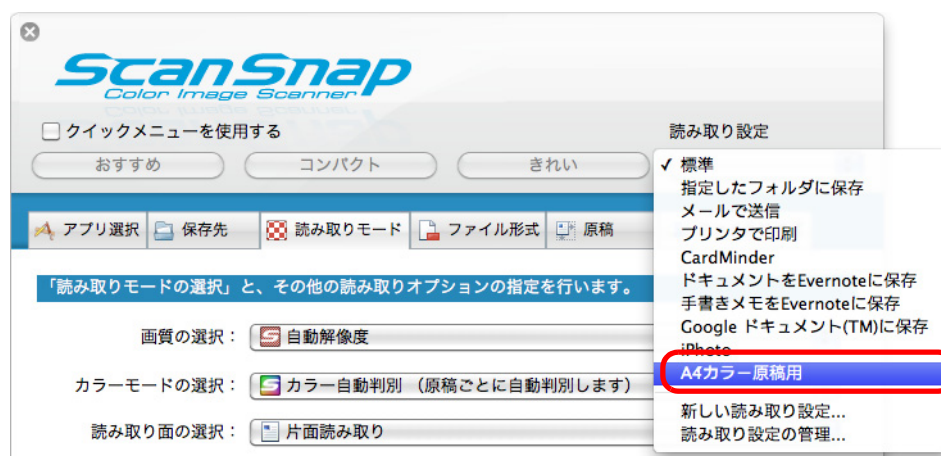 ScanSnap
Color Image Scanner
クイックメニューを使用する
読み取り設定
おすすめ
コンパクト
きれい
✓ 標準
指定したフォルダに保存
メールで送信
プリンタで印刷
CardMinder
ドキュメントをEvernoteに保存
手書きメモをEvernoteに保存
Google ドキュメント(TM)に保存
iPhoto
A4カラー原稿用
新しい読み取り設定...
読み取り設定の管理...
アプリ選択
保存先
読み取りモード
ファイル形式
原稿
「読み取りモードの選択」と、その他の読み取りオプションの指定を行います。
画質の選択： 自動解像度
カラーモードの選択： カラー自動判別 （原稿ごとに自動判別します）
読み取り面の選択： 片面読み取り